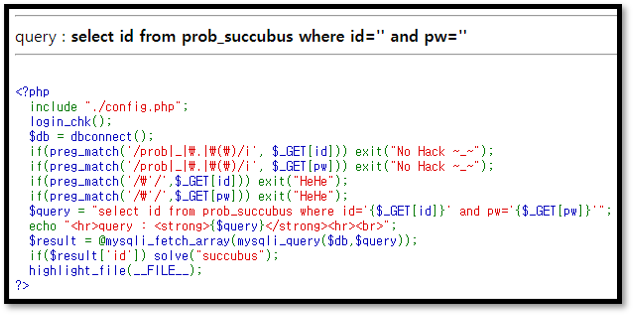 query : select id from prob_succubus where id='' and pw=''
<?php
include "./config.php";
login_chk();
$db = dbconnect();
if(preg_match('/prob|_|₩.|₩(₩)/i', $_GET[id])) exit("No Hack ~_~");
if(preg_match('/prob|_|₩.|₩(₩)/i', $_GET[pw])) exit("No Hack ~_~");
if(preg_match('/₩'/',$_GET[id])) exit("HeHe");
if(preg_match('/₩'/',$_GET[pw])) exit("HeHe");
$query = "select id from prob_succubus where id='{$_GET[id]}' and pw='{$_GET[pw]}'";
echo "<hr>query : <strong>{$query}</strong><hr><br>";
$result = @mysqli_fetch_array(mysqli_query($db,$query));
if($result['id']) solve("succubus");
highlight_file(__FILE__);
?>